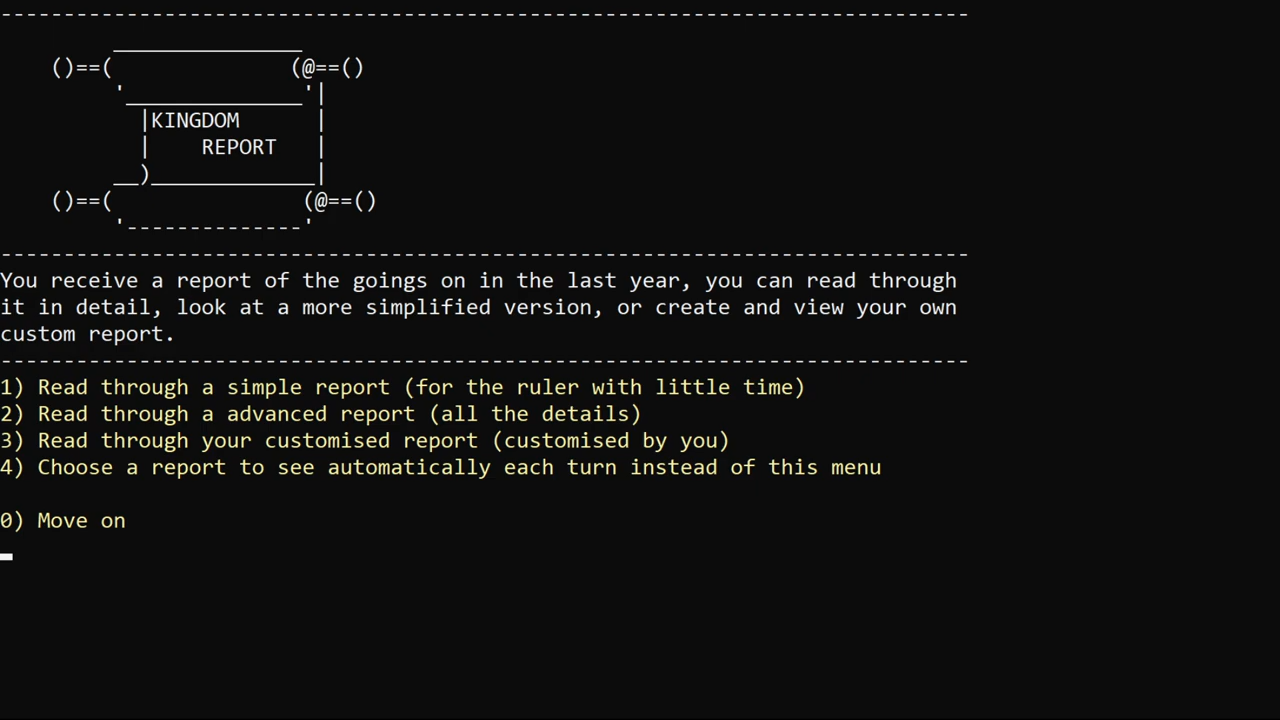 -----------------------------------------------------------------------------
         _______________
    ()==(              (@==()
         '______________'|
           |KINGDOM      |
           |    REPORT   |
         __)_____________|
    ()==(               (@==()
         '--------------'
-----------------------------------------------------------------------------
You receive a report of the goings on in the last year, you can read through
it in detail, look at a more simplified version, or create and view your own
custom report.
-----------------------------------------------------------------------------
1) Read through a simple report (for the ruler with little time)
2) Read through a advanced report (all the details)
3) Read through your customised report (customised by you)
4) Choose a report to see automatically each turn instead of this menu
0) Move on